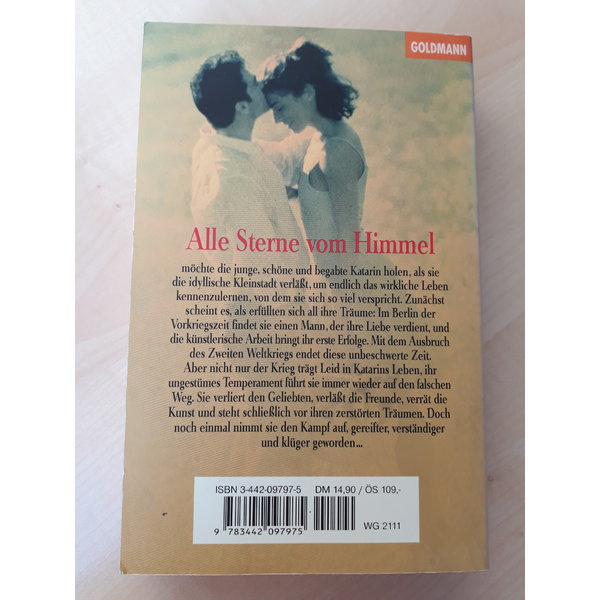 GOLDMANN
Alle Sterne vom Himmel
möchte die junge, schöne und begabte Katarin holen, als sie
die idyllische Kleinstadt verläßt, um endlich das wirkliche Leben
kennenzulernen, von dem sie sich so viel verspricht. Zunächst
scheint es, als erfüllten sich all ihre Träume: Im Berlin der
Vorkriegszeit findet sie einen Mann, der ihre Liebe verdient, und
die künstlerische Arbeit bringt ihr erste Erfolge. Mit dem Ausbruch
des Zweiten Weltkriegs endet diese unbeschwerte Zeit.
Aber nicht nur der Krieg trägt Leid in Katarins Leben, ihr
ungestümes Temperament führt sie immer wieder auf den falschen
Weg. Sie verliert den Geliebten, verläßt die Freunde, verrät die
Kunst und steht schließlich vor ihren zerstörten Träumen. Doch
noch einmal nimmt sie den Kampf auf, gereifter, verständiger
und klüger geworden...
ISBN 3-442-09797-5 DM 14,90 / ÖS 109,-
9 783442 097975 WG 2111